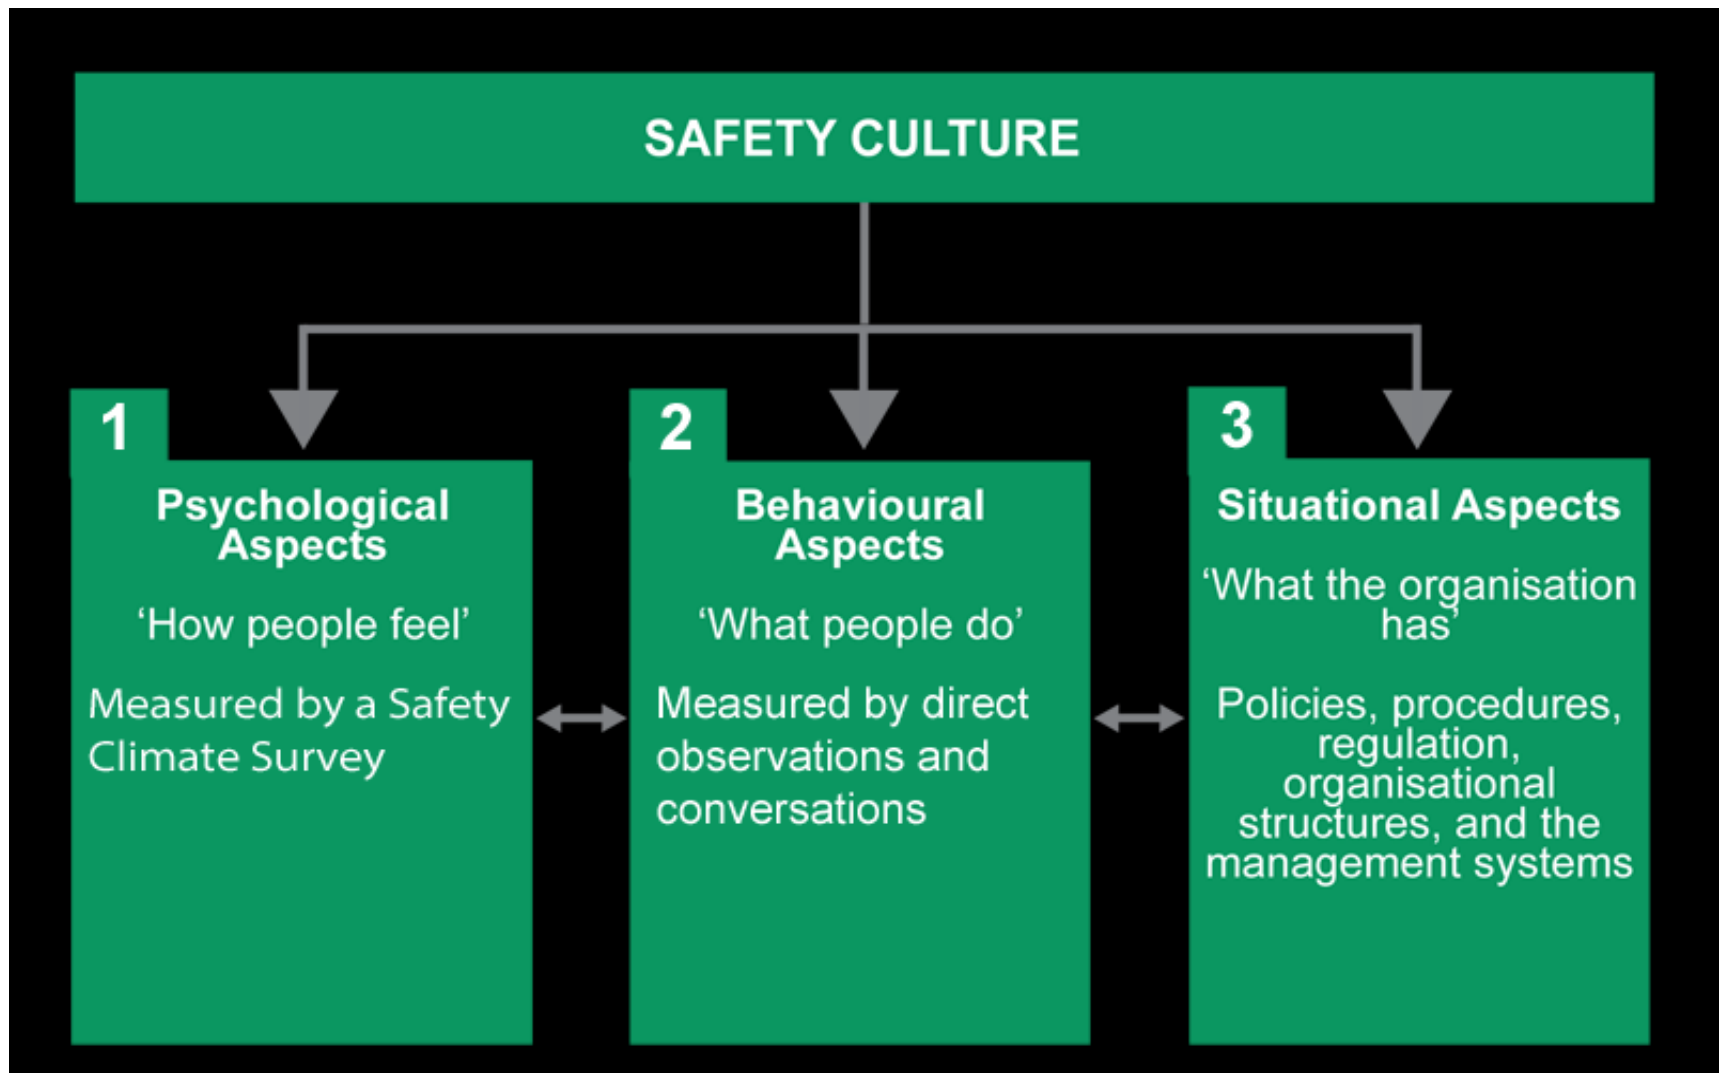 SAFETY CULTURE
1
Psychological
Aspects
‘How people feel’
Measured by a Safety
Climate Survey
2
Behavioural
Aspects
‘What people do’
Measured by direct
observations and
conversations
3
Situational Aspects
‘What the organisation
has’
Policies, procedures,
regulation,
organisational
structures, and the
management systems